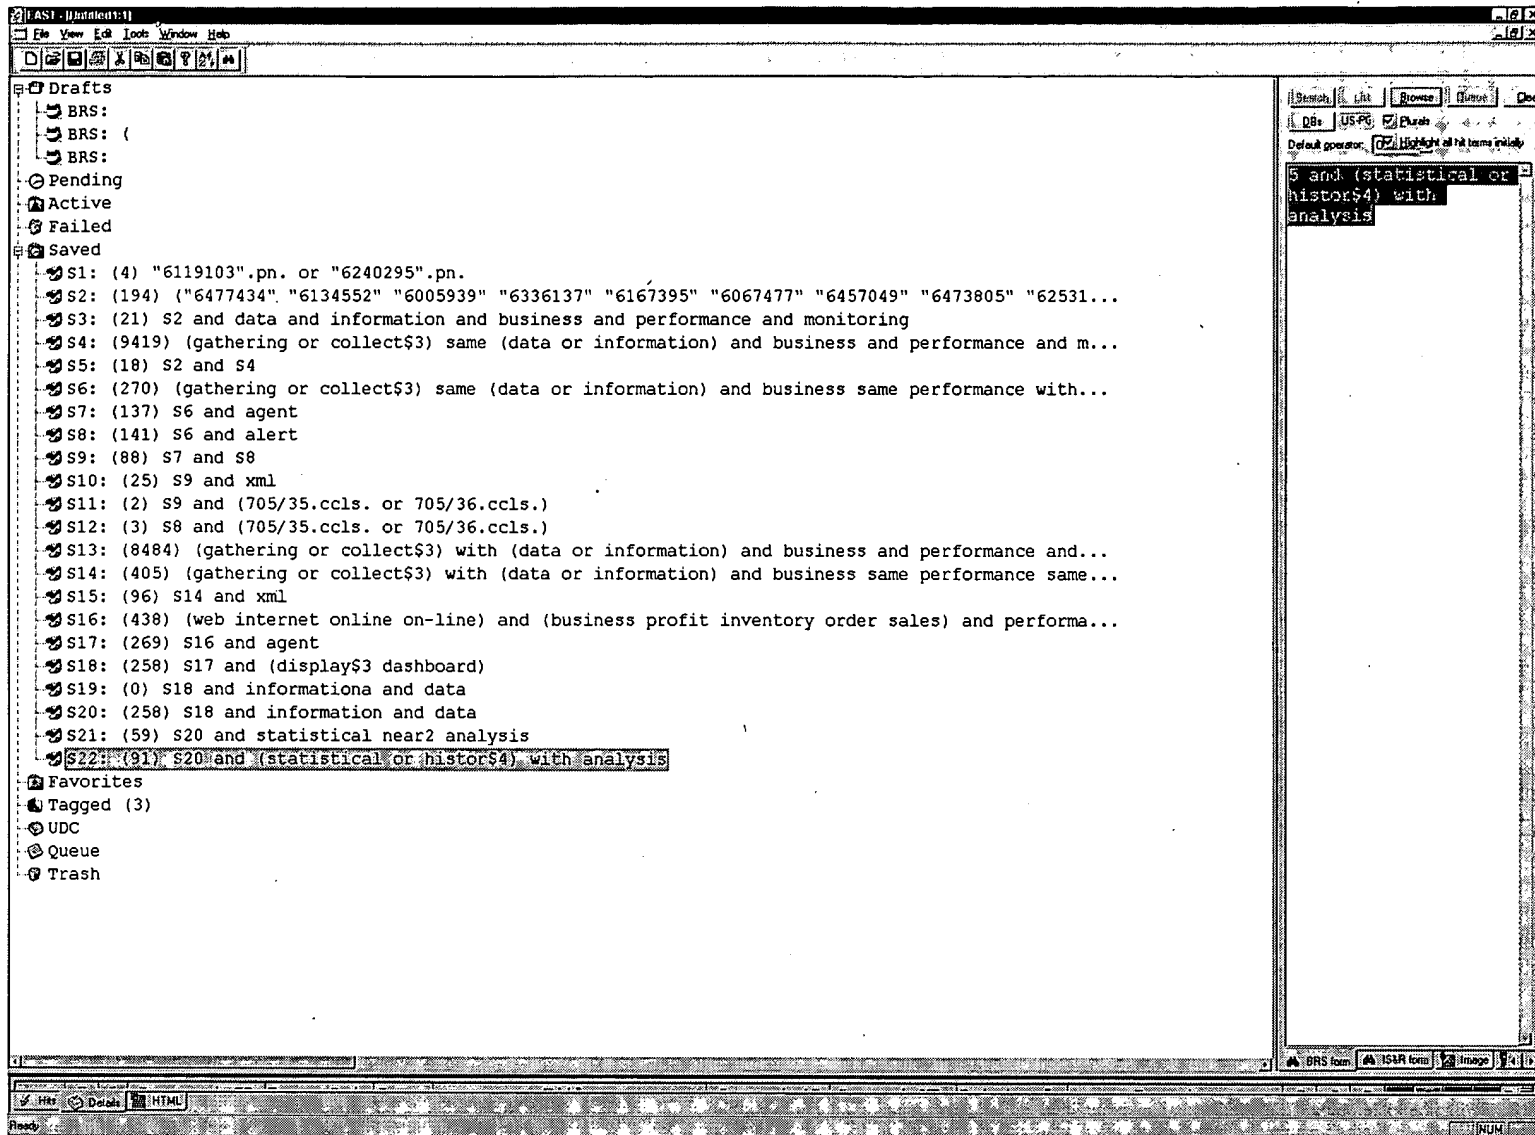 EAST - [Untitled1:1]
File View Edit Tools Window Help
Drafts
BRS:
BRS: (
BRS:
Pending
Active
Failed
Saved
S1: (4) "6119103".pn. or "6240295".pn.
S2: (194) ("6477434" "6134552" "6005939" "6336137" "6167395" "6067477" "6457049" "6473805" "62531...
S3: (21) S2 and data and information and business and performance and monitoring
S4: (9419) (gathering or collect$3) same (data or information) and business and performance and m...
S5: (18) S2 and S4
S6: (270) (gathering or collect$3) same (data or information) and business same performance with...
S7: (137) S6 and agent
S8: (141) S6 and alert
S9: (88) S7 and S8
S10: (25) S9 and xml
S11: (2) S9 and (705/35.ccls. or 705/36.ccls.)
S12: (3) S8 and (705/35.ccls. or 705/36.ccls.)
S13: (8484) (gathering or collect$3) with (data or information) and business and performance and...
S14: (405) (gathering or collect$3) with (data or information) and business same performance same...
S15: (96) S14 and xml
S16: (438) (web internet online on-line) and (business profit inventory order sales) and performa...
S17: (269) S16 and agent
S18: (258) S17 and (display$3 dashboard)
S19: (0) S18 and informationa and data
S20: (258) S18 and information and data
S21: (59) S20 and statistical near2 analysis
S22: (91) S20 and (statistical or histor$4) with analysis
Favorites
Tagged (3)
UDC
Queue
Trash
Search List Browse Queue
DBs US-PG Plurals
Default operator: Highlight all hit terms initially
5 and (statistical or
histor$4) with
analysis
BRS form IS&R form Image
Hits Details HTML
Ready NUM